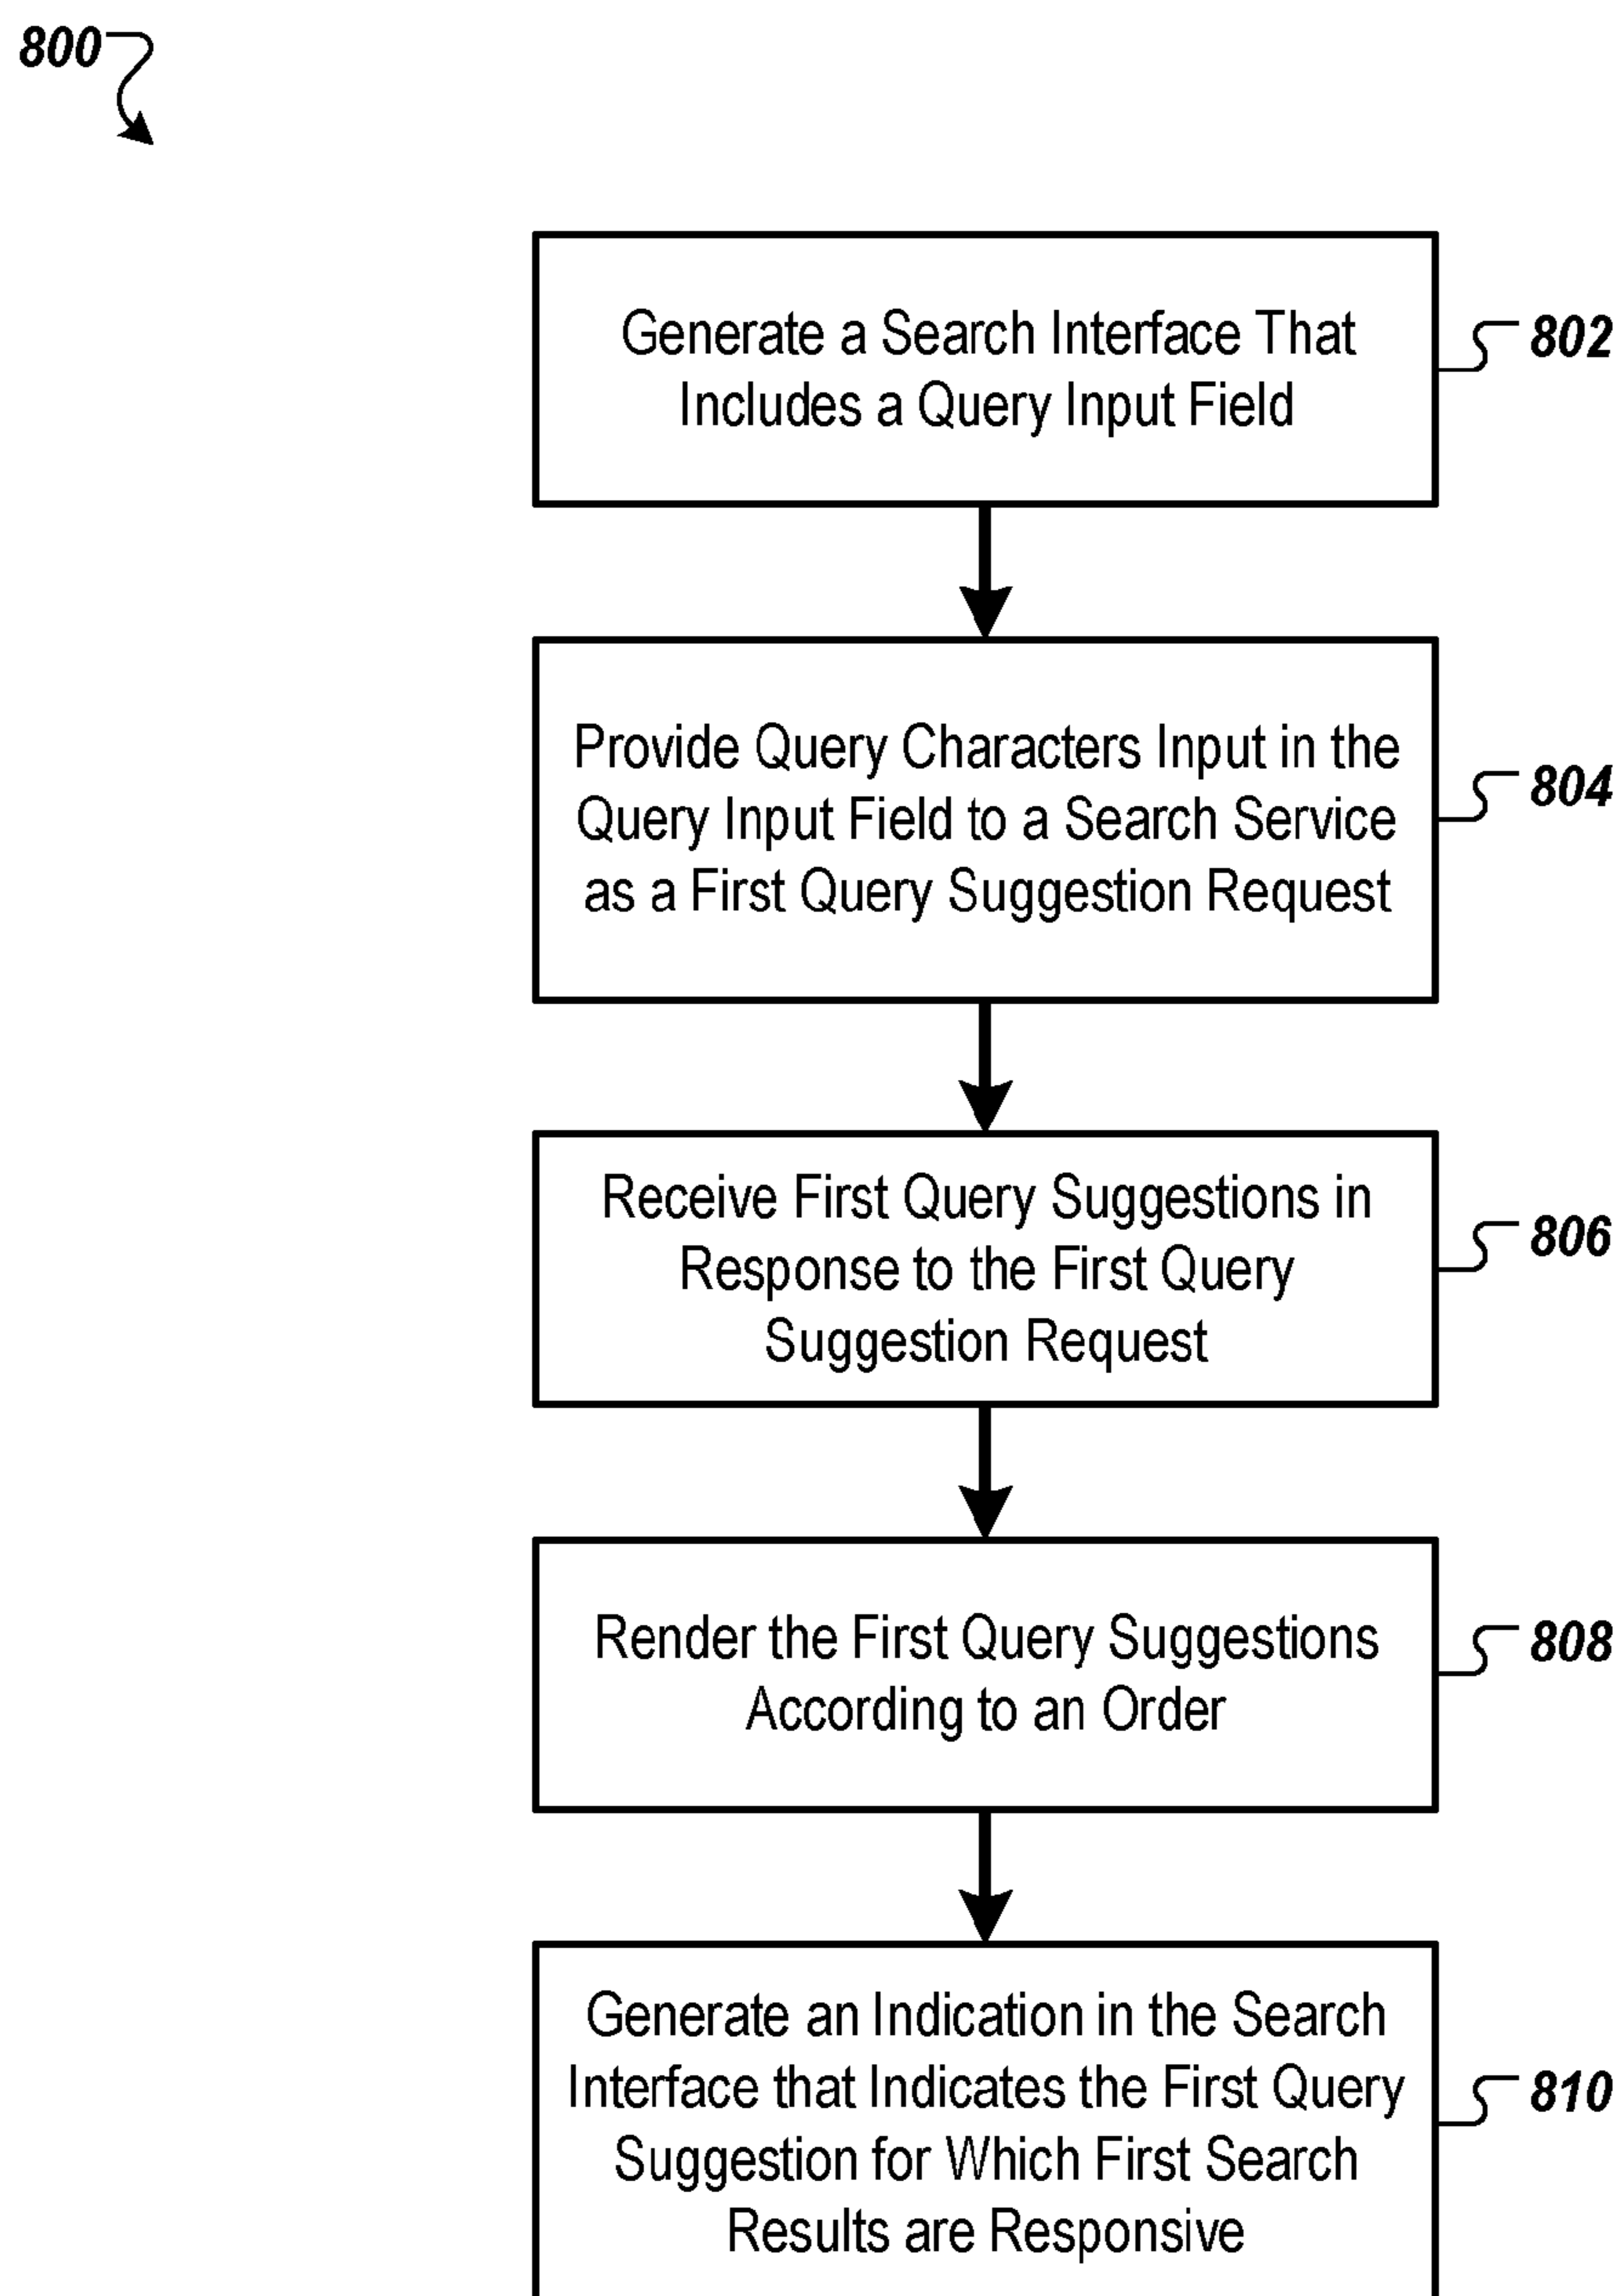 800
Generate a Search Interface That
Includes a Query Input Field
802
Provide Query Characters Input in the
Query Input Field to a Search Service
as a First Query Suggestion Request
804
Receive First Query Suggestions in
Response to the First Query
Suggestion Request
806
Render the First Query Suggestions
According to an Order
808
Generate an Indication in the Search
Interface that Indicates the First Query
Suggestion for Which First Search
Results are Responsive
810